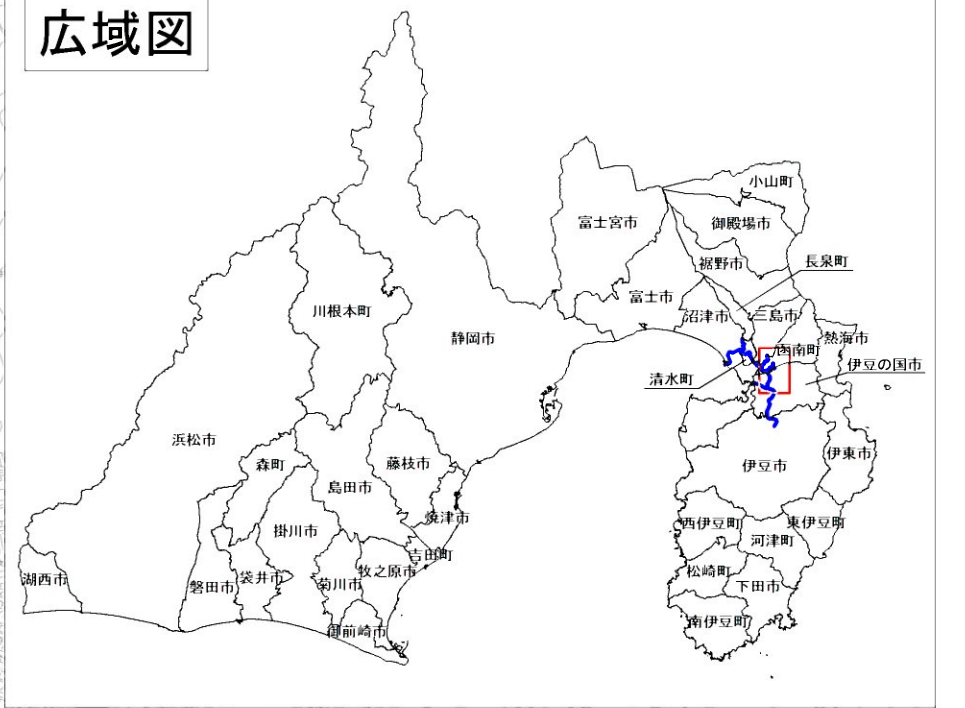 広域図
小山町
富士宮市
御殿場市
裾野市
長泉町
富士市
川根本町
沼津市
三島市
静岡市
熱海市
函南町
伊豆の国市
清水町
浜松市
藤枝市
森町
伊東市
伊豆市
島田市
焼津市
西伊豆町
東伊豆町
掛川市
河津町
吉田町
牧之原市
松崎町
湖西市
袋井市
菊川市
磐田市
下田市
南伊豆町
御前崎市